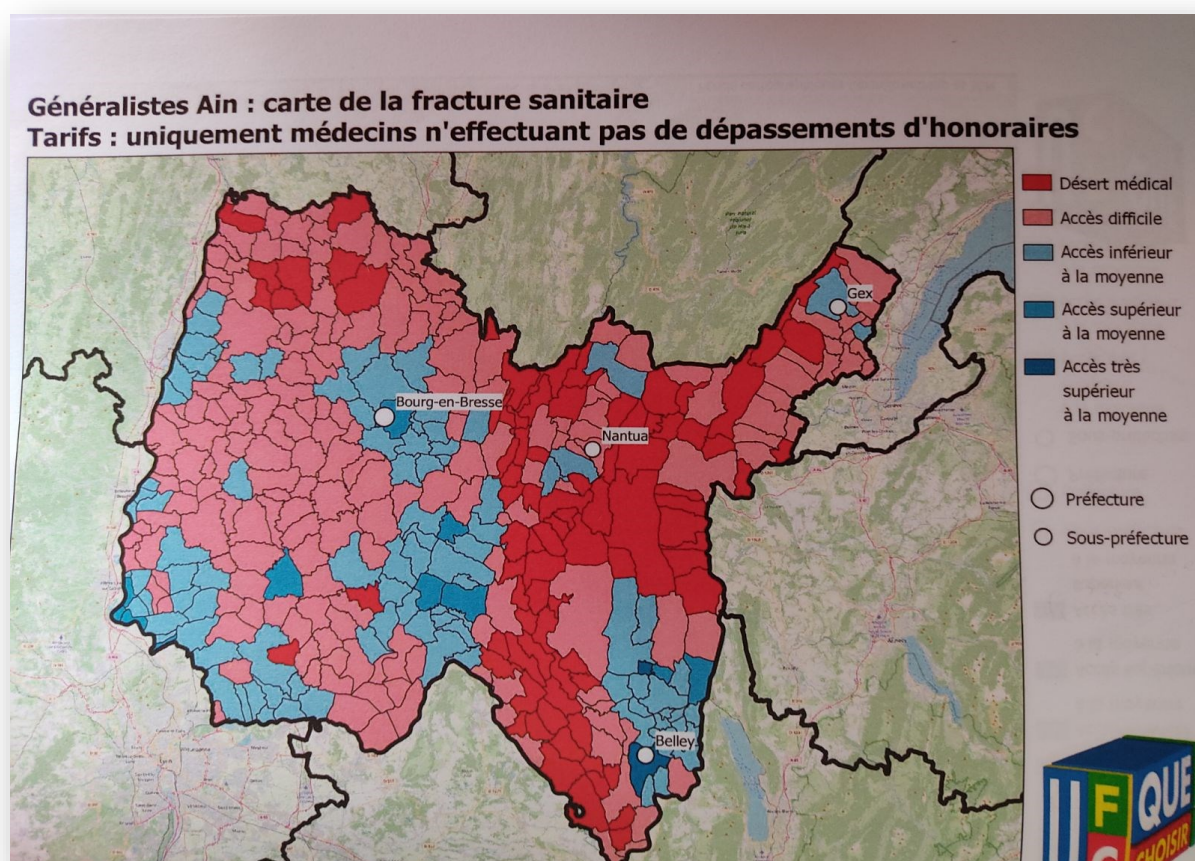 Généralistes Ain : carte de la fracture sanitaire
Tarifs : uniquement médecins n'effectuant pas de dépassements d'honoraires
Désert médical
Accès difficile
Accès inférieur
à la moyenne
Accès supérieur
à la moyenne
Accès très
supérieur
à la moyenne
Préfecture
Sous-préfecture
Gex
Bourg-en-Bresse
Nantua
Belley
Lyon
UFC
QUE
CHOISIR